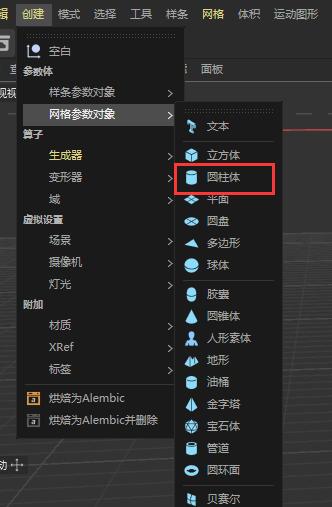 辑 创建 模式 选择 工具 样条 网格 体积 运动图形
空白
参数体
样条参数对象
网格参数对象
算子
生成器
变形器
域
虚拟设置
场景
摄像机
灯光
附加
材质
XRef
标签
烘焙为Alembic
烘焙为Alembic并删除
面板
文本
立方体
圆柱体
平面
圆盘
多边形
球体
胶囊
圆锥体
人形素体
地形
油桶
金字塔
宝石体
管道
圆环面
贝赛尔
动